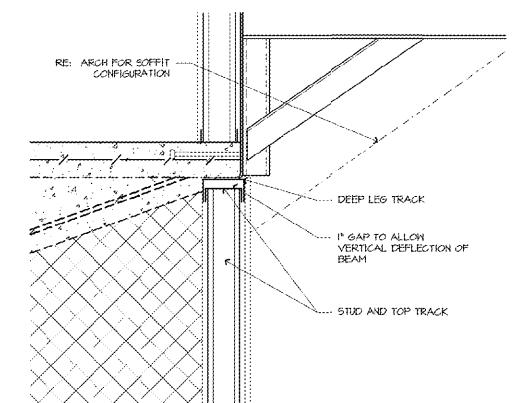 RE: ARCH FOR SOFFIT
CONFIGURATION
DEEP LEG TRACK
1" GAP TO ALLOW
VERTICAL DEFLECTION OF
BEAM
STUD AND TOP TRACK